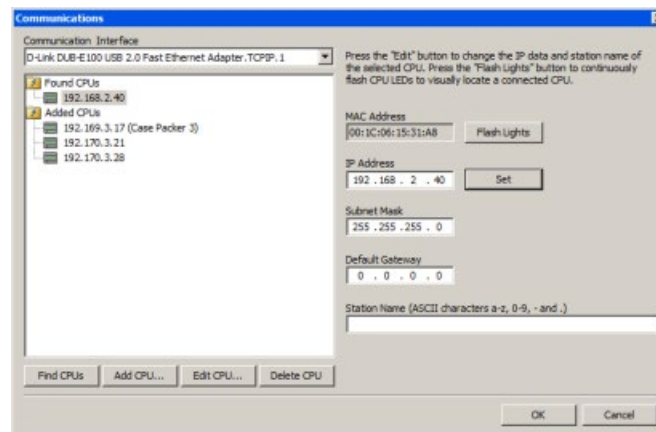 Communications
Communication Interface
D-Link DUB-E100 USB 2.0 Fast Ethernet Adapter.TCPIP.1
Found CPUs
192.168.2.40
Added CPUs
192.169.3.17 (Case Packer 3)
192.170.3.21
192.170.3.28
Find CPUs
Add CPU...
Edit CPU...
Delete CPU
Press the "Edit" button to change the IP data and station name of
the selected CPU. Press the "Flash Lights" button to continuously
flash CPU LEDs to visually locate a connected CPU.
MAC Address
00:1C:06:15:31:A8
Flash Lights
IP Address
192 .168 . 2 . 40
Set
Subnet Mask
255 .255 .255 . 0
Default Gateway
0 . 0 . 0 . 0
Station Name (ASCII characters a-z, 0-9, - and .)
OK
Cancel